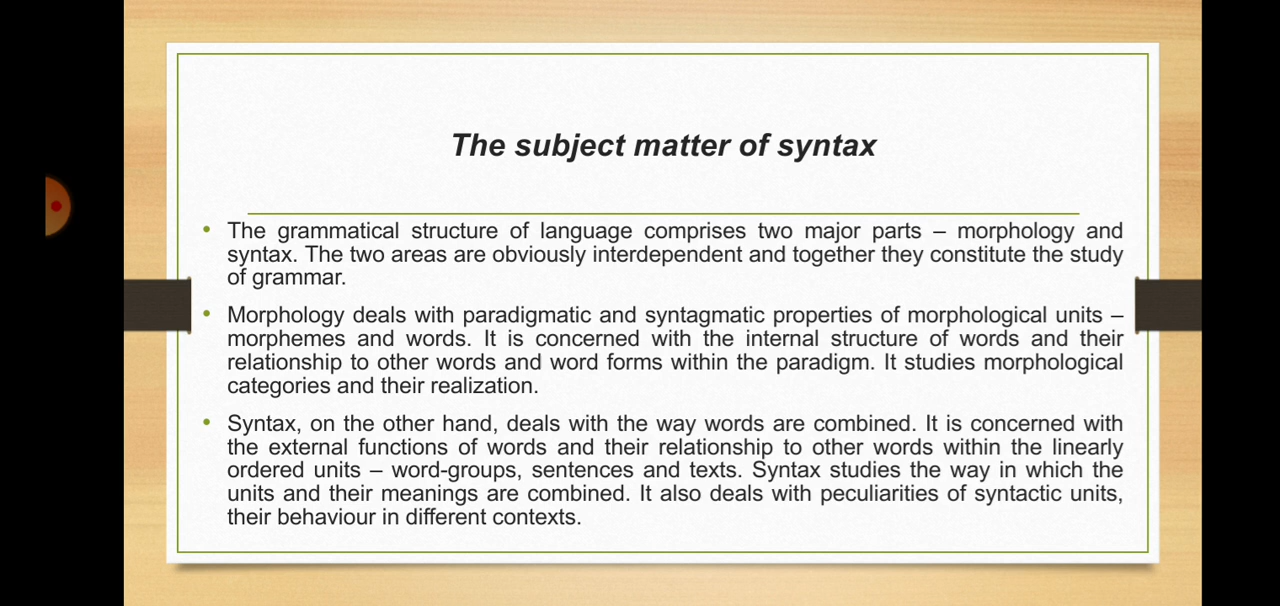 The subject matter of syntax
• The grammatical structure of language comprises two major parts – morphology and
syntax. The two areas are obviously interdependent and together they constitute the study
of grammar.
• Morphology deals with paradigmatic and syntagmatic properties of morphological units –
morphemes and words. It is concerned with the internal structure of words and their
relationship to other words and word forms within the paradigm. It studies morphological
categories and their realization.
• Syntax, on the other hand, deals with the way words are combined. It is concerned with
the external functions of words and their relationship to other words within the linearly
ordered units – word-groups, sentences and texts. Syntax studies the way in which the
units and their meanings are combined. It also deals with peculiarities of syntactic units,
their behaviour in different contexts.